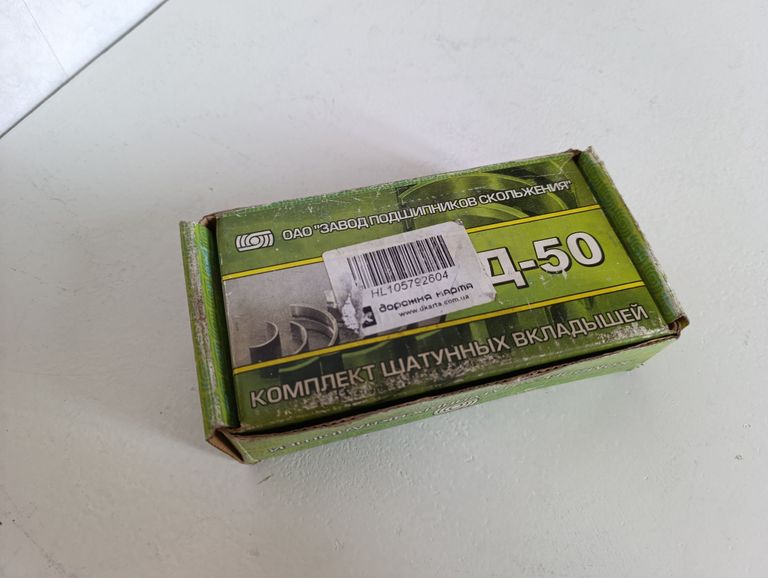 ОАО "ЗАВОД ПОДШИПНИКОВ СКОЛЬЖЕНИЯ"
Д-50
HL105792604
дорожня карта
www.dkarta.com.ua
КОМПЛЕКТ ШАТУННЫХ ВКЛАДЫШЕЙ